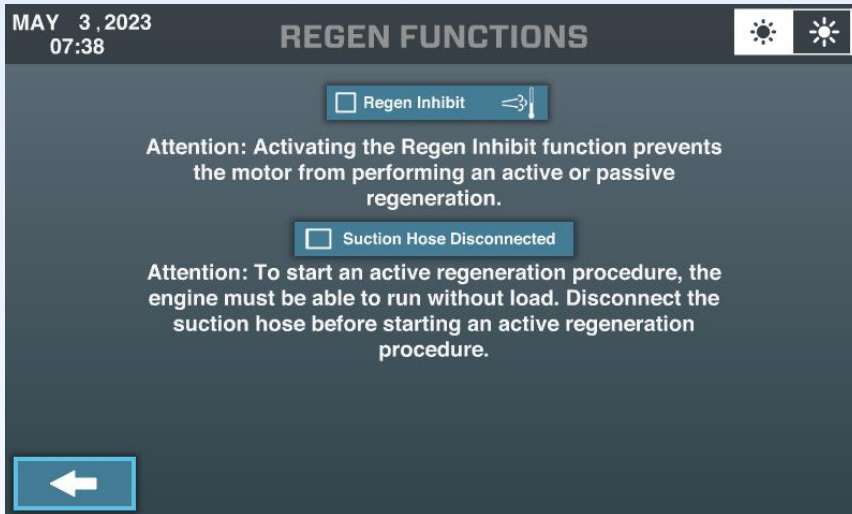 MAY 3,2023
07:38
REGEN FUNCTIONS
Regen Inhibit
Attention: Activating the Regen Inhibit function prevents
the motor from performing an active or passive
regeneration.
Suction Hose Disconnected
Attention: To start an active regeneration procedure, the
engine must be able to run without load. Disconnect the
suction hose before starting an active regeneration
procedure.